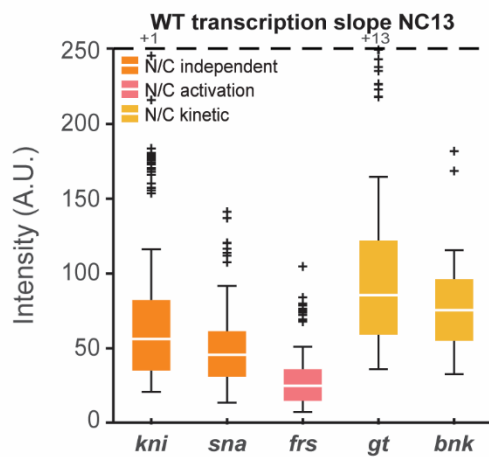 WT transcription slope NC13
+1 +13
250
N/C independent
N/C activation
N/C kinetic
200
150
100
50
0
Intensity (A.U.)
kni sna frs gt bnk